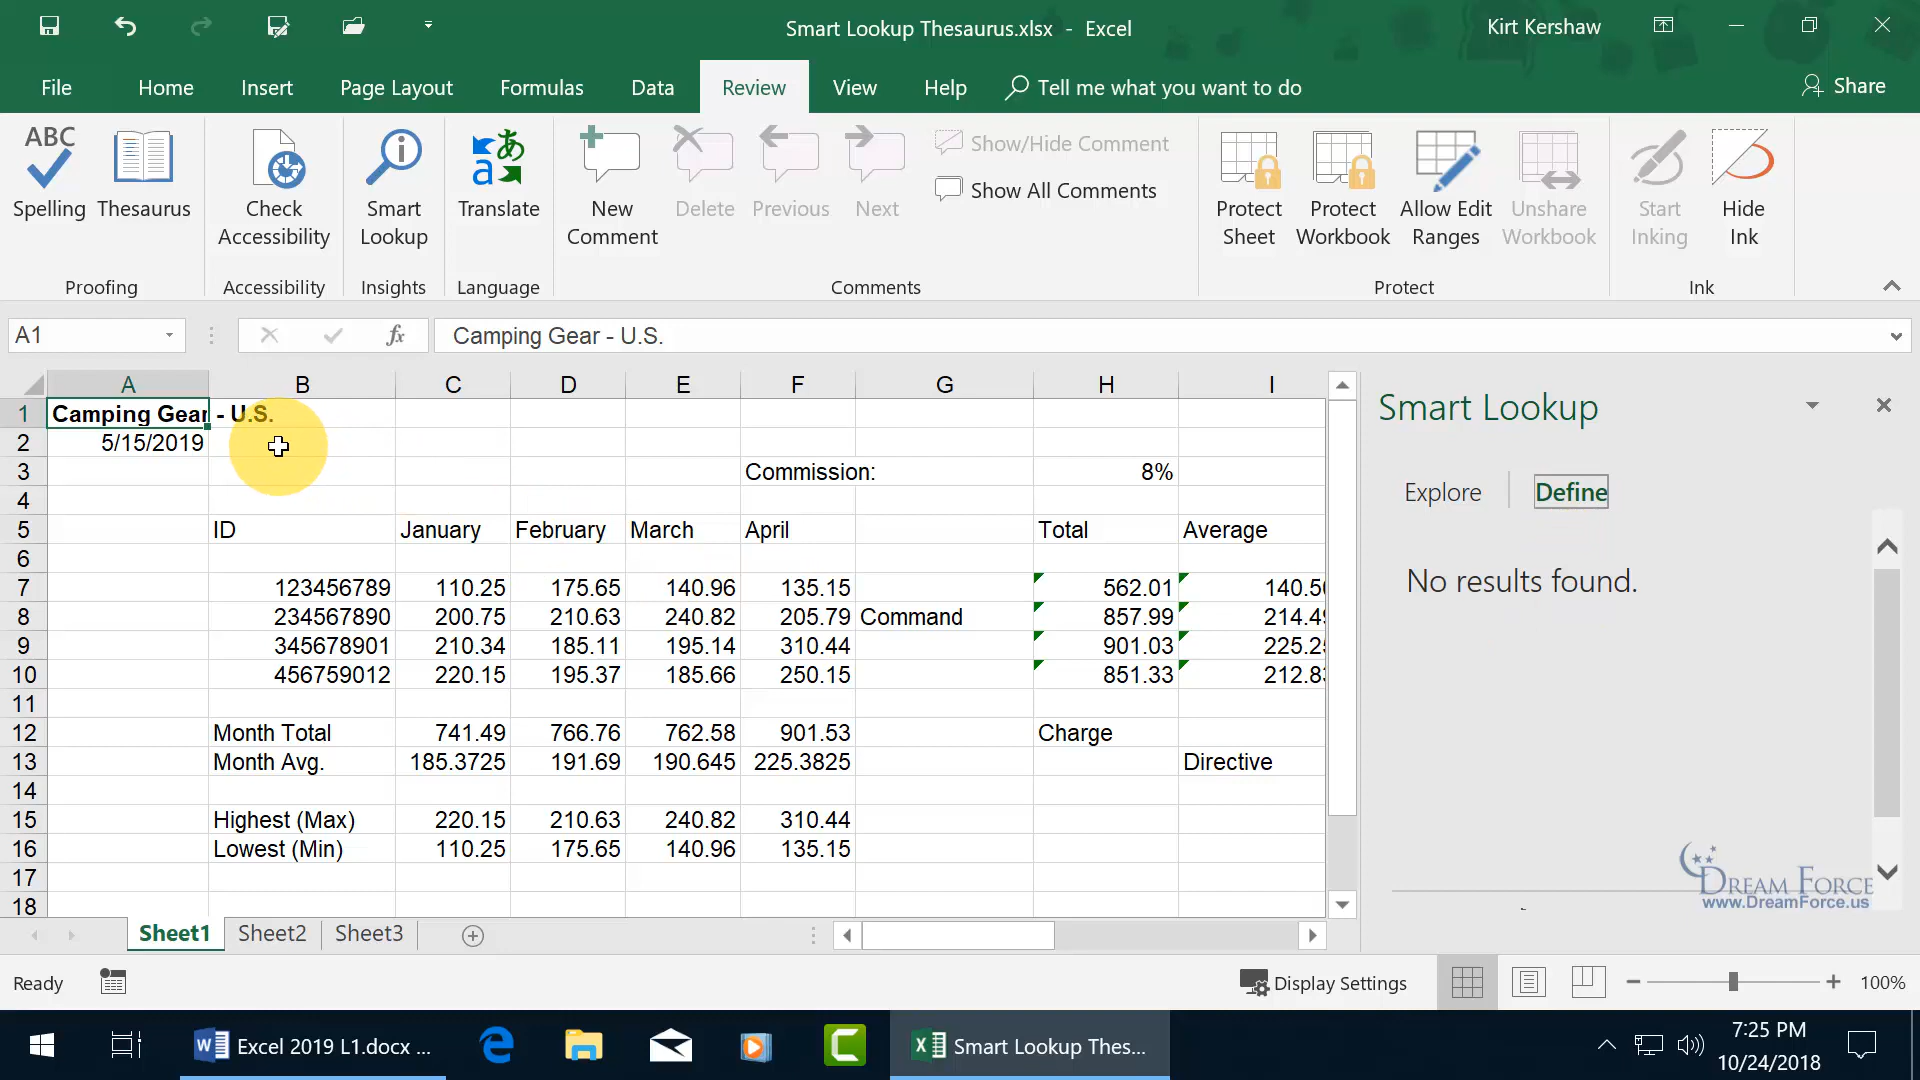 Smart Lookup Thesaurus.xlsx - Excel
Kirt Kershaw
File Home Insert Page Layout Formulas Data Review View Help Tell me what you want to do Share
ABC
Spelling Thesaurus Check Accessibility Smart Lookup Translate New Comment Delete Previous Next Show/Hide Comment Show All Comments Protect Sheet Protect Workbook Allow Edit Ranges Unshare Workbook Start Inking Hide Ink
Proofing Accessibility Insights Language Comments Protect Ink
A1 fx Camping Gear - U.S.
A B C D E F G H I
1 Camping Gear - U.S.
2 5/15/2019
3 Commission: 8%
4
5 ID January February March April Total Average
6
7 123456789 110.25 175.65 140.96 135.15 562.01 140.50
8 234567890 200.75 210.63 240.82 205.79 Command 857.99 214.49
9 345678901 210.34 185.11 195.14 310.44 901.03 225.25
10 456759012 220.15 195.37 185.66 250.15 851.33 212.83
11
12 Month Total 741.49 766.76 762.58 901.53 Charge
13 Month Avg. 185.3725 191.69 190.645 225.3825 Directive
14
15 Highest (Max) 220.15 210.63 240.82 310.44
16 Lowest (Min) 110.25 175.65 140.96 135.15
17
18
Smart Lookup
Explore Define
No results found.
DREAM FORCE
www.DreamForce.us
Sheet1 Sheet2 Sheet3
Ready Display Settings 100%
Excel 2019 L1.docx ... Smart Lookup Thes...
7:25 PM
10/24/2018